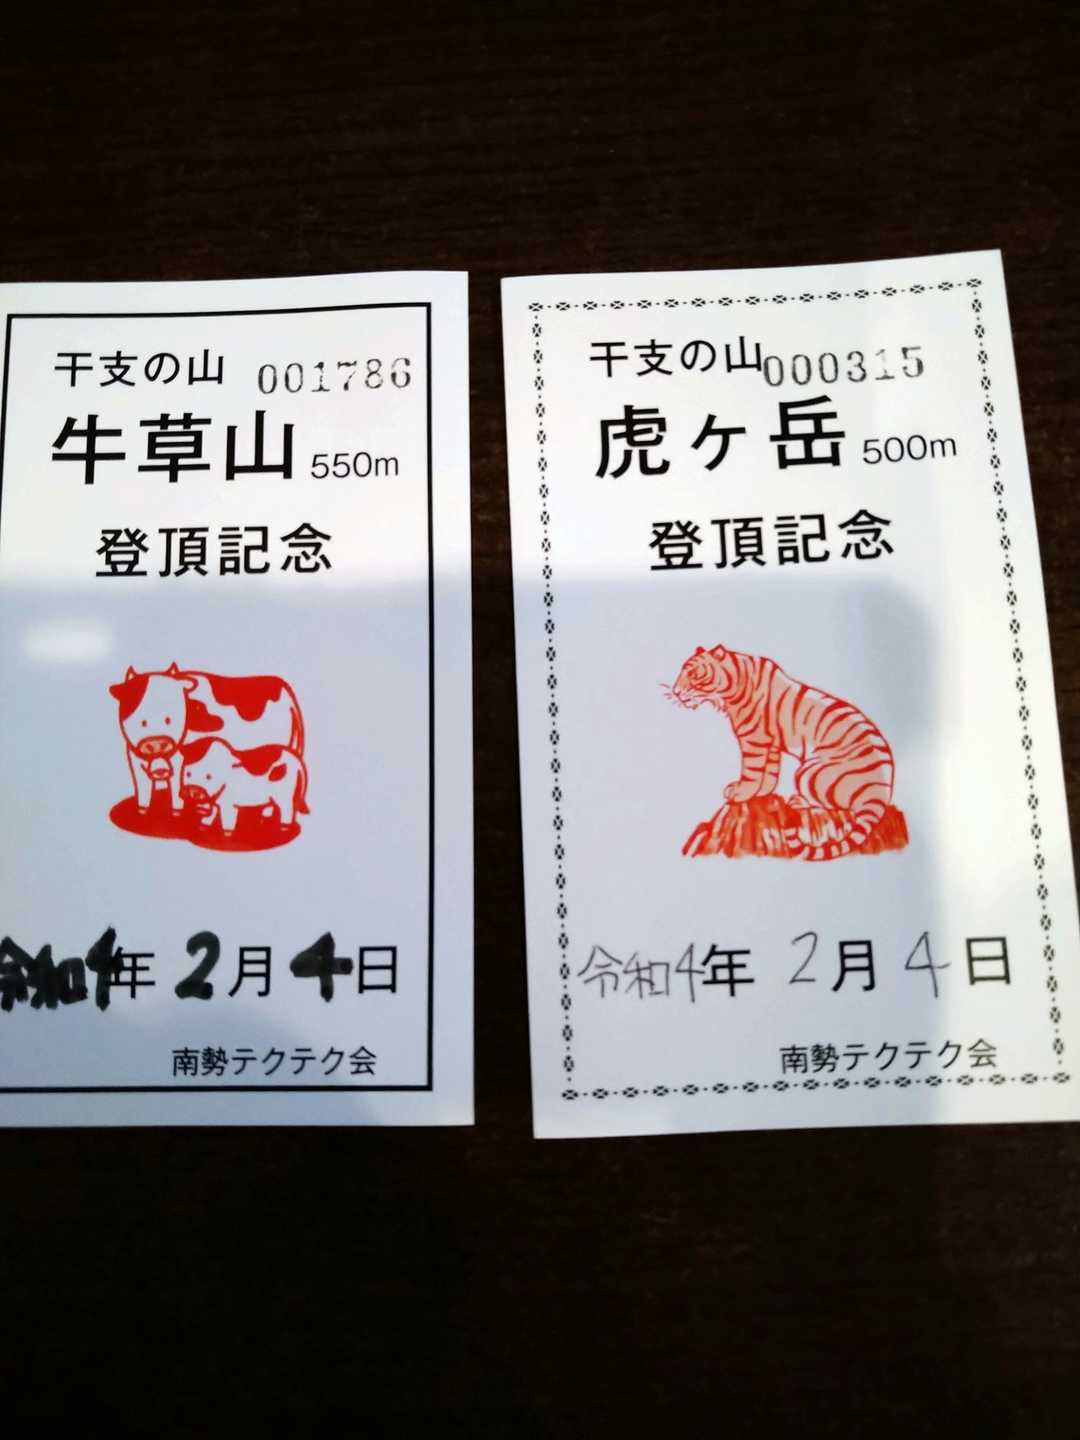 干支の山 001786
牛草山 550m
登頂記念
令和4年 2月 4日
南勢テクテク会
干支の山 000315
虎ヶ岳 500m
登頂記念
令和4年 2月 4日
南勢テクテク会